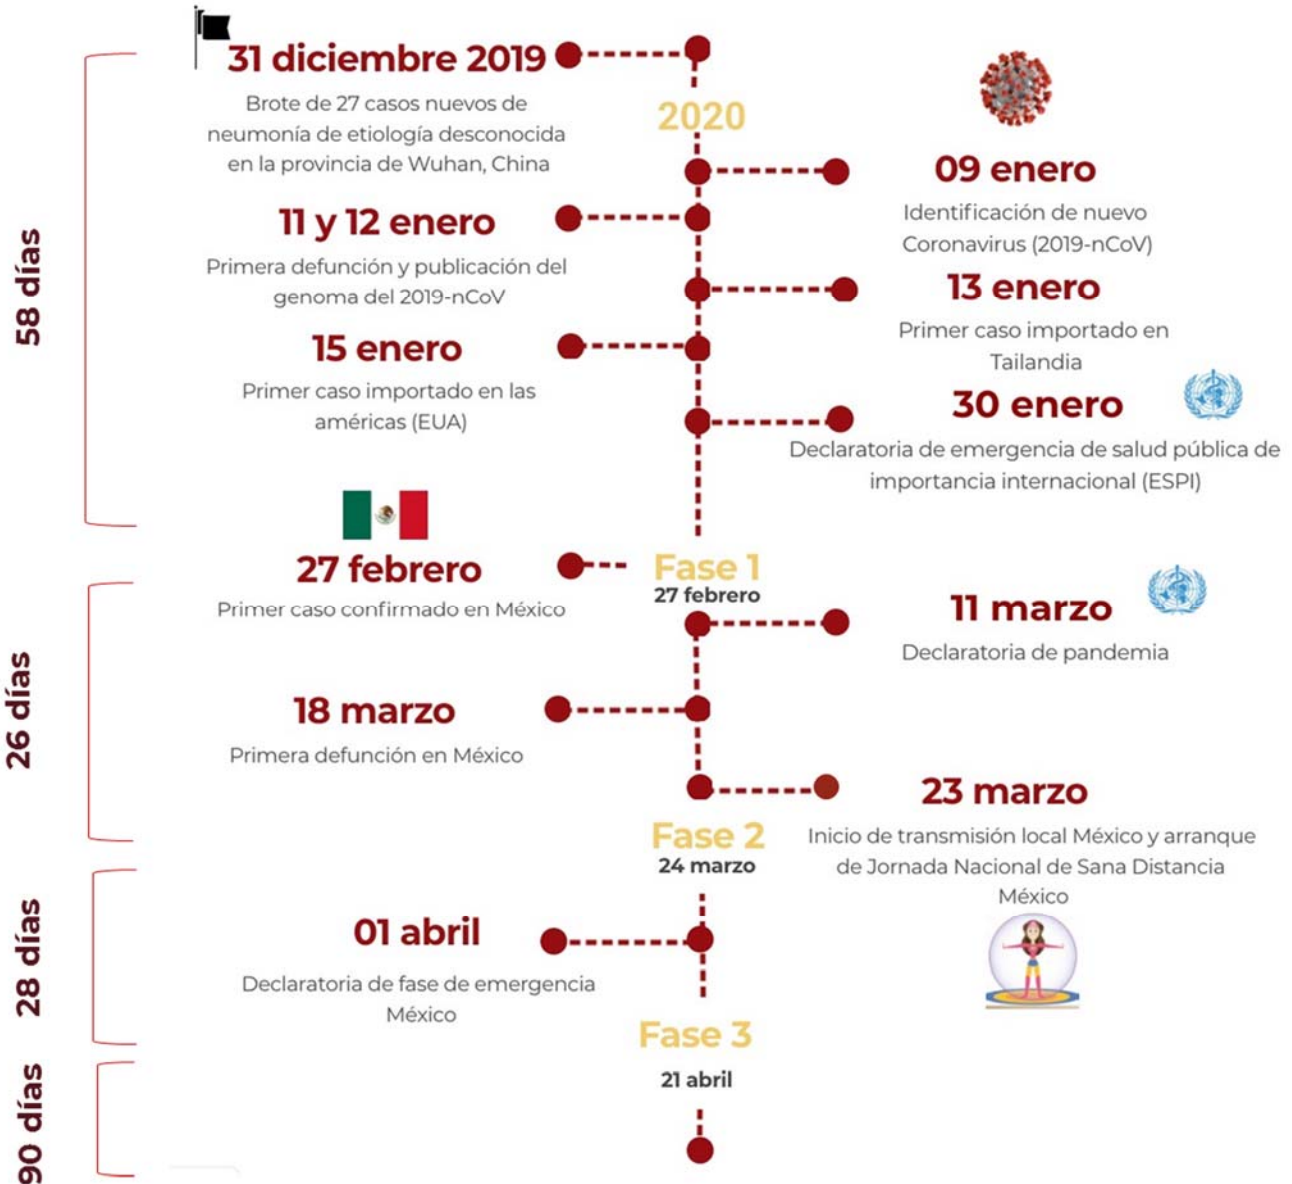 31 diciembre 2019
Brote de 27 casos nuevos de
neumonía de etiología desconocida
en la provincia de Wuhan, China
2020
09 enero
Identificación de nuevo
Coronavirus (2019-nCoV)
11 y 12 enero
Primera defunción y publicación del
genoma del 2019-nCoV
13 enero
Primer caso importado en
Tailandia
15 enero
Primer caso importado en las
américas (EUA)
30 enero
Declaratoria de emergencia de salud pública de
importancia internacional (ESPI)
58 días
27 febrero
Primer caso confirmado en México
Fase 1
27 febrero
11 marzo
Declaratoria de pandemia
18 marzo
Primera defunción en México
23 marzo
Inicio de transmisión local México y arranque
de Jornada Nacional de Sana Distancia
México
26 días
Fase 2
24 marzo
01 abril
Declaratoria de fase de emergencia
México
28 días
Fase 3
21 abril
90 días